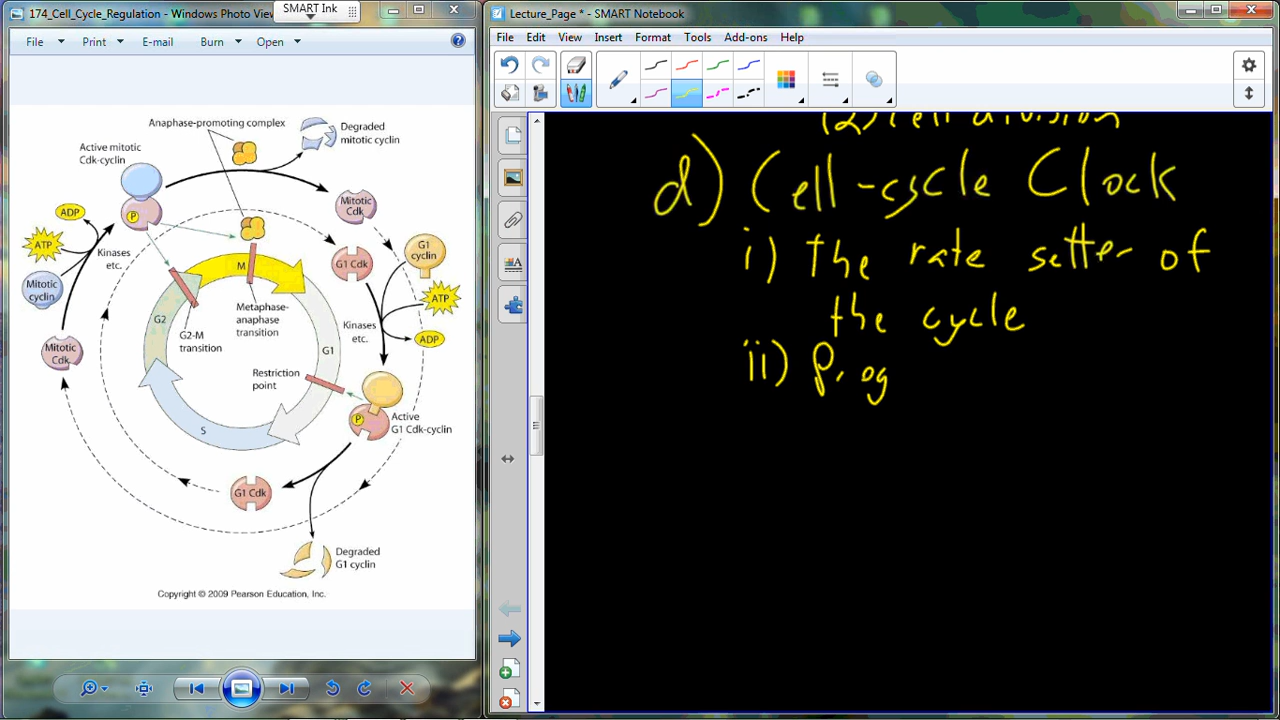 174_Cell_Cycle_Regulation - Windows Photo View
SMART Ink
File Print E-mail Burn Open
Anaphase-promoting complex
Degraded
mitotic cyclin
Active mitotic
Cdk-cyclin
P
ADP
ATP
Kinases
etc.
Mitotic
cyclin
Mitotic
Cdk
Mitotic
Cdk
G1
cyclin
G1 Cdk
ATP
Kinases
etc.
ADP
M
Metaphase-
anaphase
transition
G2
G2-M
transition
G1
Restriction
point
P
Active
G1 Cdk-cyclin
S
G1 Cdk
Degraded
G1 cyclin
Copyright © 2009 Pearson Education, Inc.
Lecture_Page * - SMART Notebook
File Edit View Insert Format Tools Add-ons Help
(2) Cell division
d) Cell-cycle Clock
i) The rate setter of
the cycle
ii) Prog